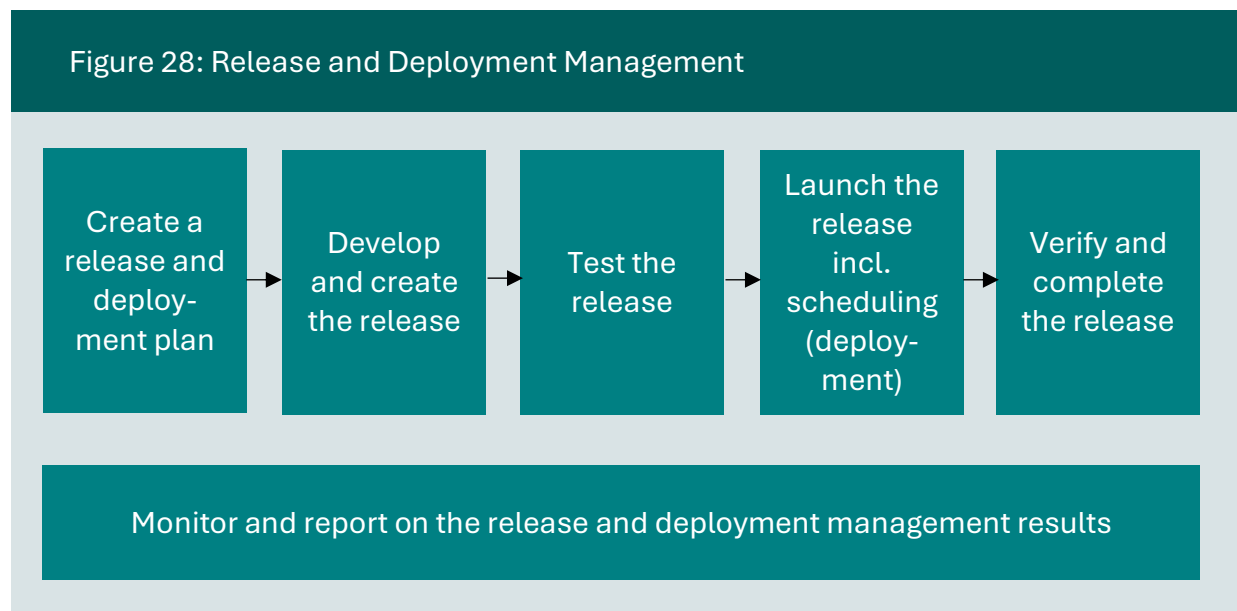 Figure 28: Release and Deployment Management
Create a
release and
deploy-
ment plan
Develop
and create
the release
Test the
release
Launch the
release
incl.
scheduling
(deploy-
ment)
Verify and
complete
the release
Monitor and report on the release and deployment management results